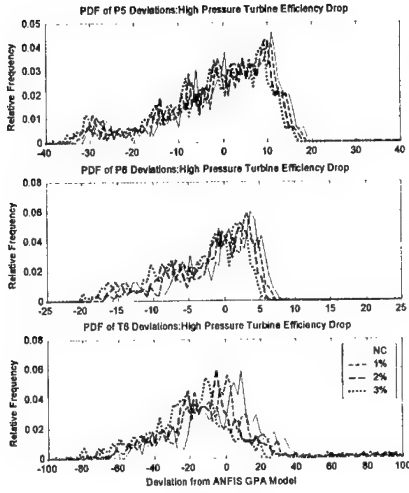 PDF of P5 Deviations:High Pressure Turbine Efficiency Drop
0.05
0.04
0.03
0.02
0.01
0
Relative Frequency
-40 -30 -20 -10 0 10 20 30 40
PDF of P6 Deviations:High Pressure Turbine Efficiency Drop
0.08
0.06
0.04
0.02
0
Relative Frequency
-25 -20 -15 -10 -5 0 5 10 15 20 25
PDF of T6 Deviations:High Pressure Turbine Efficiency Drop
0.08
0.06
0.04
0.02
0
Relative Frequency
NC
1%
2%
3%
-100 -80 -60 -40 -20 0 20 40 60 80 100
Deviation from ANFIS GPA Model